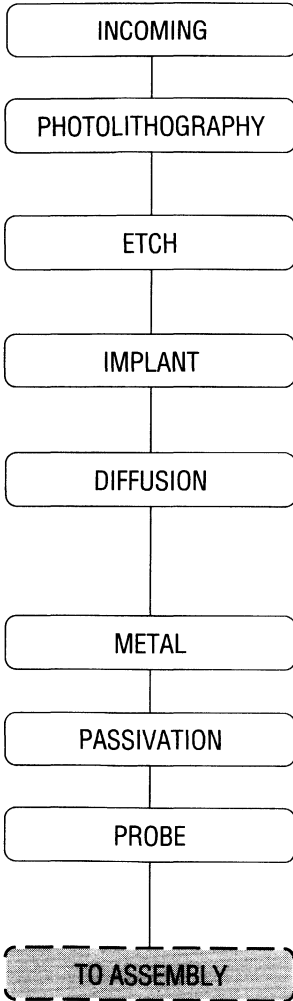 INCOMING
PHOTOLITHOGRAPHY
ETCH
IMPLANT
DIFFUSION
METAL
PASSIVATION
PROBE
TO ASSEMBLY